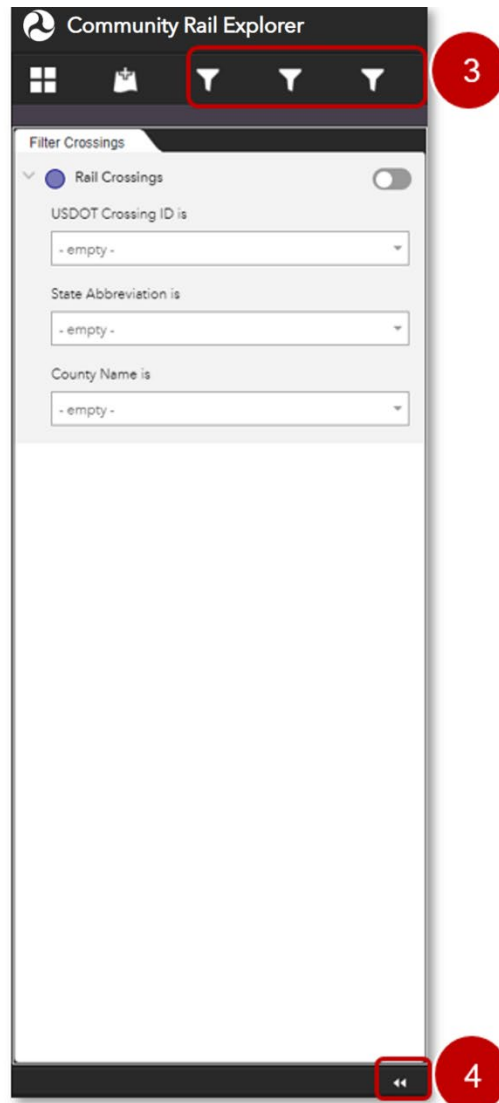 Community Rail Explorer
3
Filter Crossings
Rail Crossings
USDOT Crossing ID is
- empty -
State Abbreviation is
- empty -
County Name is
- empty -
4